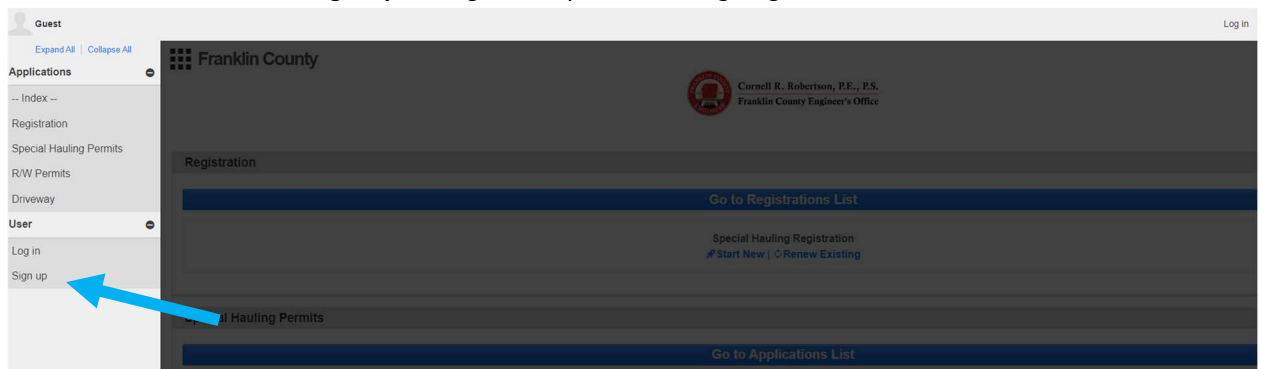 Guest
Log in
Expand All | Collapse All
Applications
-- Index --
Registration
Special Hauling Permits
R/W Permits
Driveway
User
Log in
Sign up
Franklin County
Cornell R. Robertson, P.E., P.S.
Franklin County Engineer's Office
Registration
Go to Registrations List
Special Hauling Registration
Start New | Renew Existing
Hauling Permits
Go to Applications List